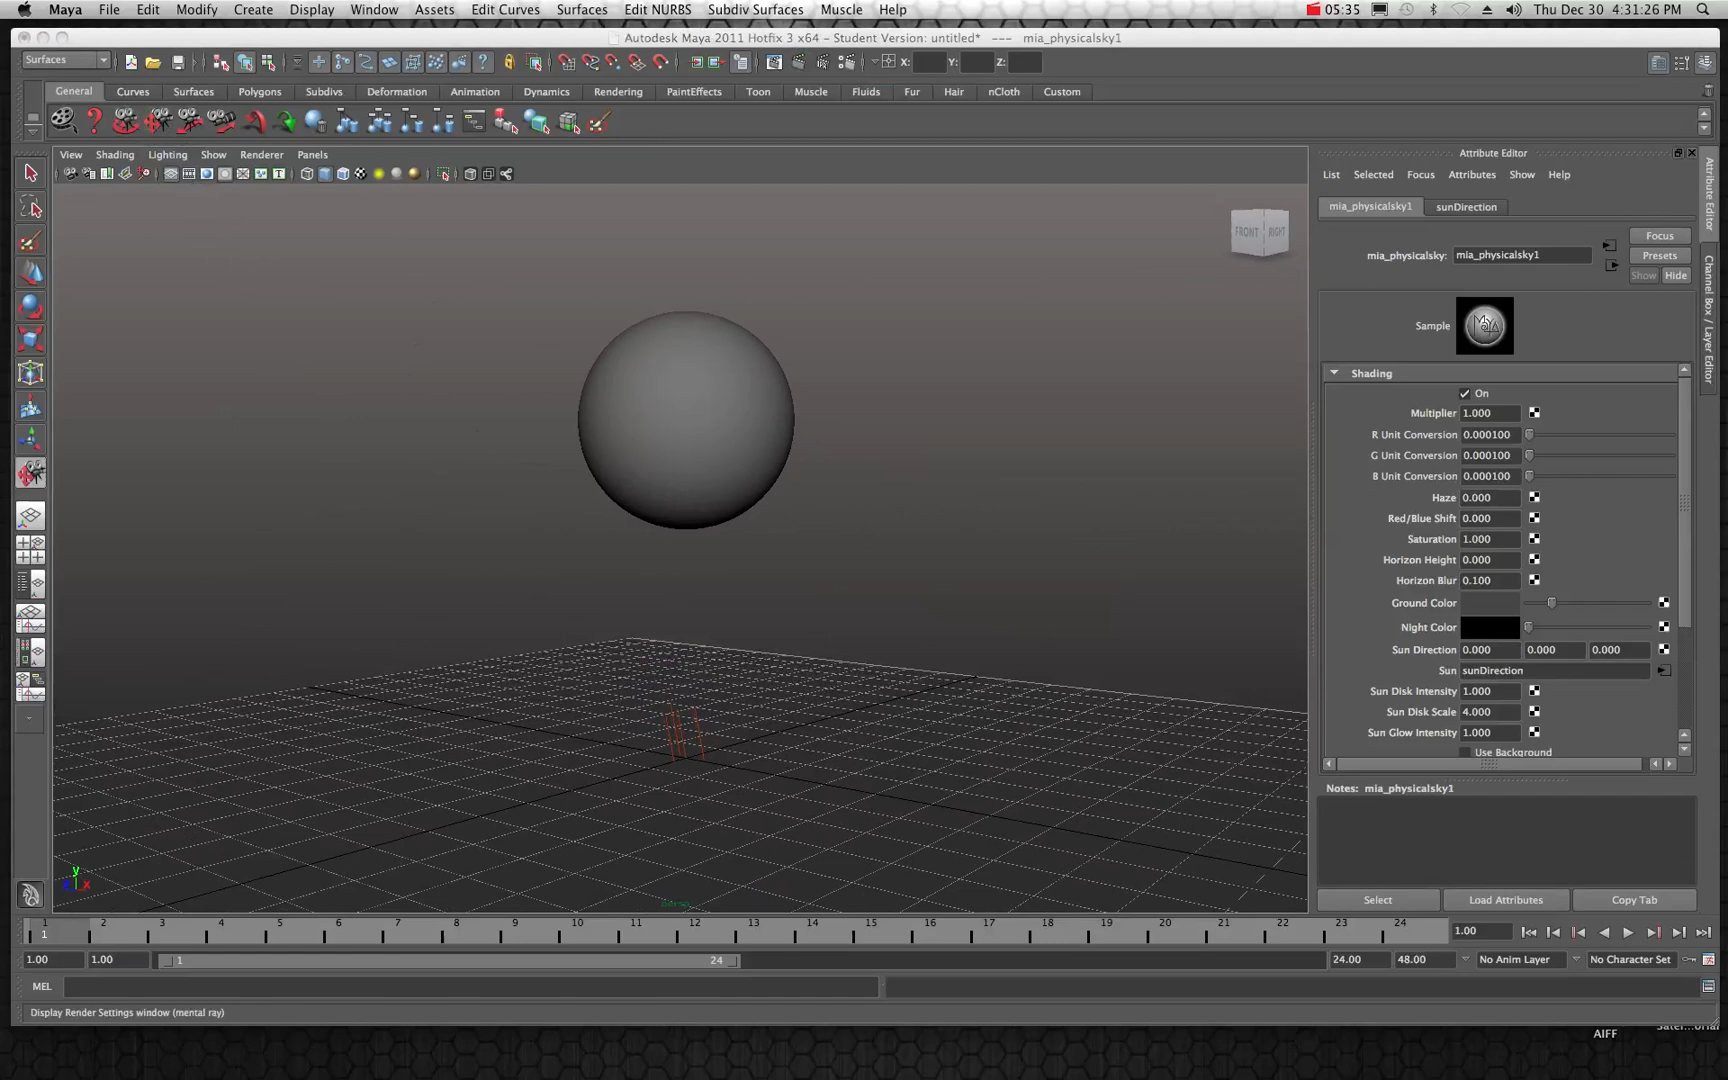 Maya File Edit Modify Create Display Window Assets Edit Curves Surfaces Edit NURBS Subdiv Surfaces Muscle Help 05:35 Thu Dec 30 4:31:26 PM
Autodesk Maya 2011 Hotfix 3 x64 - Student Version: untitled* --- mia_physicalsky1
Surfaces X: Y: Z:
General Curves Surfaces Polygons Subdivs Deformation Animation Dynamics Rendering PaintEffects Toon Muscle Fluids Fur Hair nCloth Custom
View Shading Lighting Show Renderer Panels
FRONT RIGHT
persp
y
x
Attribute Editor
List Selected Focus Attributes Show Help
mia_physicalsky1 sunDirection
Focus
mia_physicalsky: mia_physicalsky1 Presets
Show Hide
Sample MAYA
Shading
On
Multiplier 1.000
R Unit Conversion 0.000100
G Unit Conversion 0.000100
B Unit Conversion 0.000100
Haze 0.000
Red/Blue Shift 0.000
Saturation 1.000
Horizon Height 0.000
Horizon Blur 0.100
Ground Color
Night Color
Sun Direction 0.000 0.000 0.000
Sun sunDirection
Sun Disk Intensity 1.000
Sun Disk Scale 4.000
Sun Glow Intensity 1.000
Use Background
Notes: mia_physicalsky1
Select Load Attributes Copy Tab
Attribute Editor
Channel Box / Layer Editor
1 2 3 4 5 6 7 8 9 10 11 12 13 14 15 16 17 18 19 20 21 22 23 24
1 1.00
1.00 1.00 1 24 24.00 48.00 No Anim Layer No Character Set
MEL
Display Render Settings window (mental ray)
AIFF